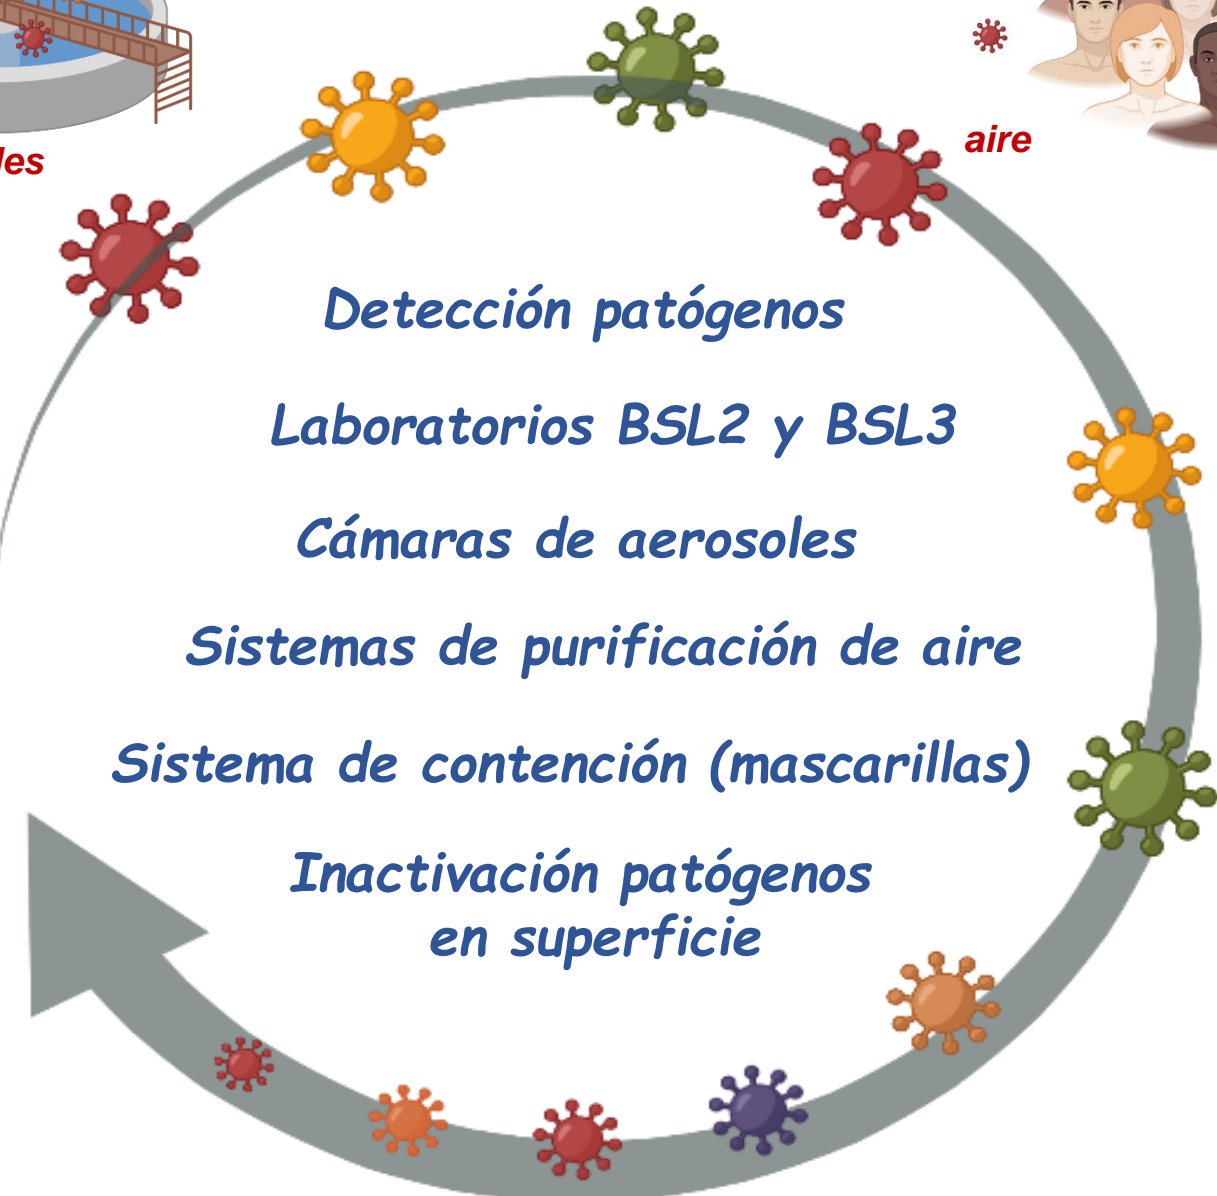 aire
Detección patógenos
Laboratorios BSL2 y BSL3
Cámaras de aerosoles
Sistemas de purificación de aire
Sistema de contención (mascarillas)
Inactivación patógenos
en superficie